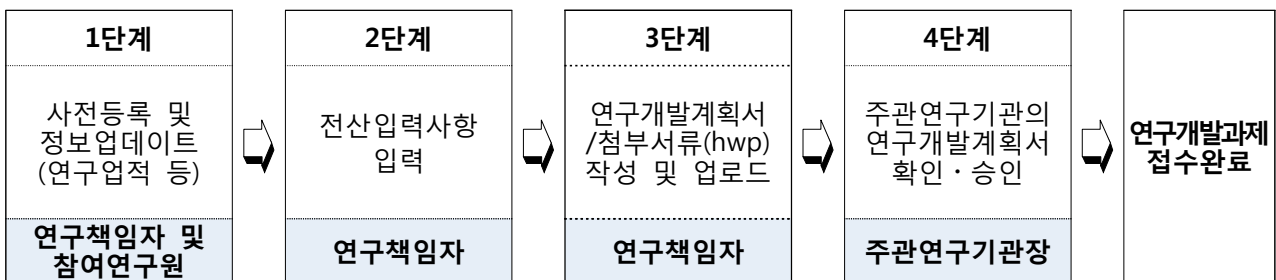 1단계
사전등록 및
정보업데이트
(연구업적 등)
연구책임자 및
참여연구원
2단계
전산입력사항
입력
연구책임자
3단계
연구개발계획서
/첨부서류(hwp)
작성 및 업로드
연구책임자
4단계
주관연구기관의
연구개발계획서
확인·승인
주관연구기관장
연구개발과제
접수완료